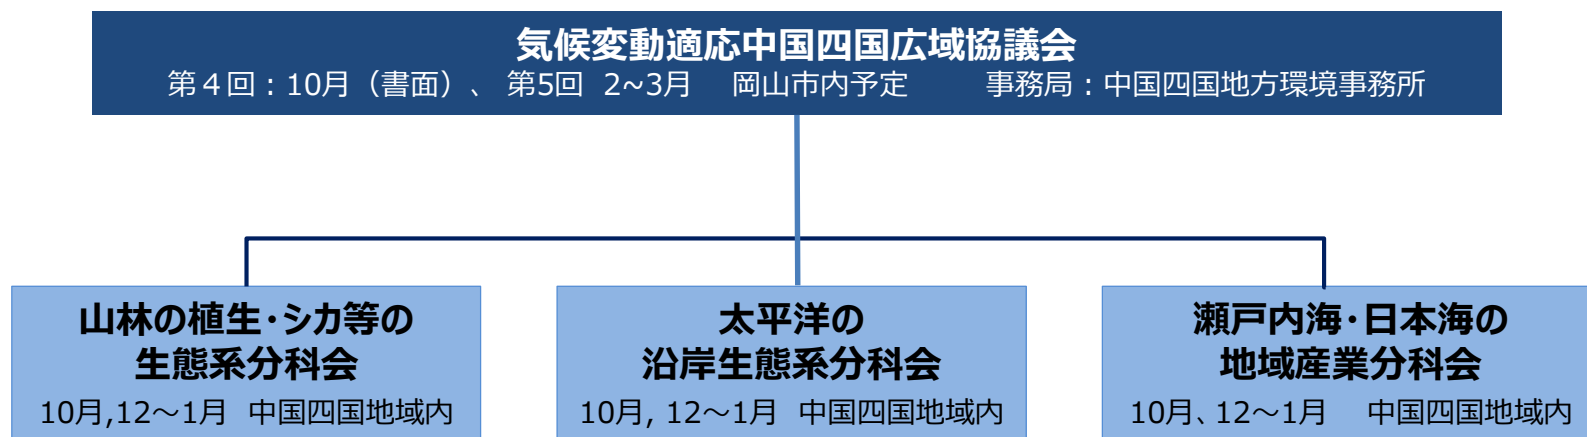 気候変動適応中国四国広域協議会
第４回：10月（書面）、 第5回 2~3月 岡山市内予定 事務局：中国四国地方環境事務所
山林の植生・シカ等の
生態系分科会
10月,12～1月 中国四国地域内
太平洋の
沿岸生態系分科会
10月, 12～1月 中国四国地域内
瀬戸内海・日本海の
地域産業分科会
10月、12～1月 中国四国地域内